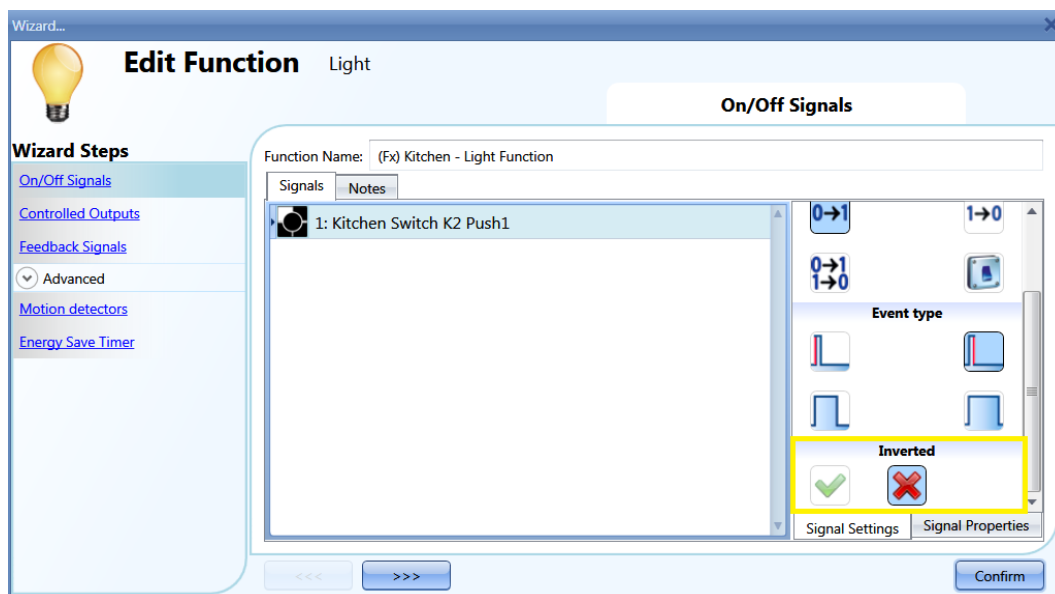 Wizard...
Edit Function Light
On/Off Signals
Wizard Steps
On/Off Signals
Controlled Outputs
Feedback Signals
Advanced
Motion detectors
Energy Save Timer
Function Name: (Fx) Kitchen - Light Function
Signals Notes
1: Kitchen Switch K2 Push1
0→1 1→0
0→1
1→0
Event type
Inverted
Signal Settings Signal Properties
<<< >>> Confirm